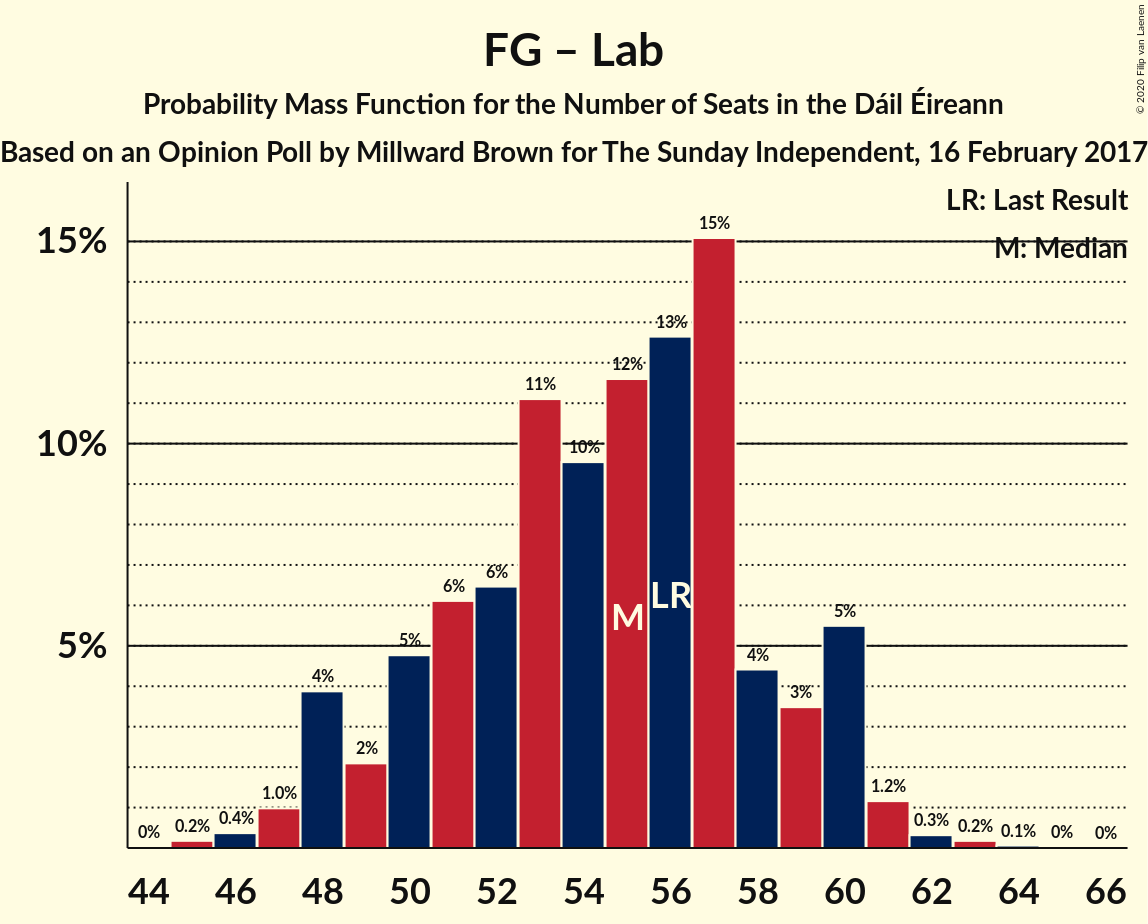 © 2020 Filip van Laenen
FG – Lab
Probability Mass Function for the Number of Seats in the Dáil Éireann
Based on an Opinion Poll by Millward Brown for The Sunday Independent, 16 February 2017
LR: Last Result
M: Median
15%
10%
5%
0%
0.2%
0.4%
1.0%
4%
2%
5%
6%
6%
11%
10%
12%
13%
15%
4%
3%
5%
1.2%
0.3%
0.2%
0.1%
0%
0%
M
LR
44 46 48 50 52 54 56 58 60 62 64 66